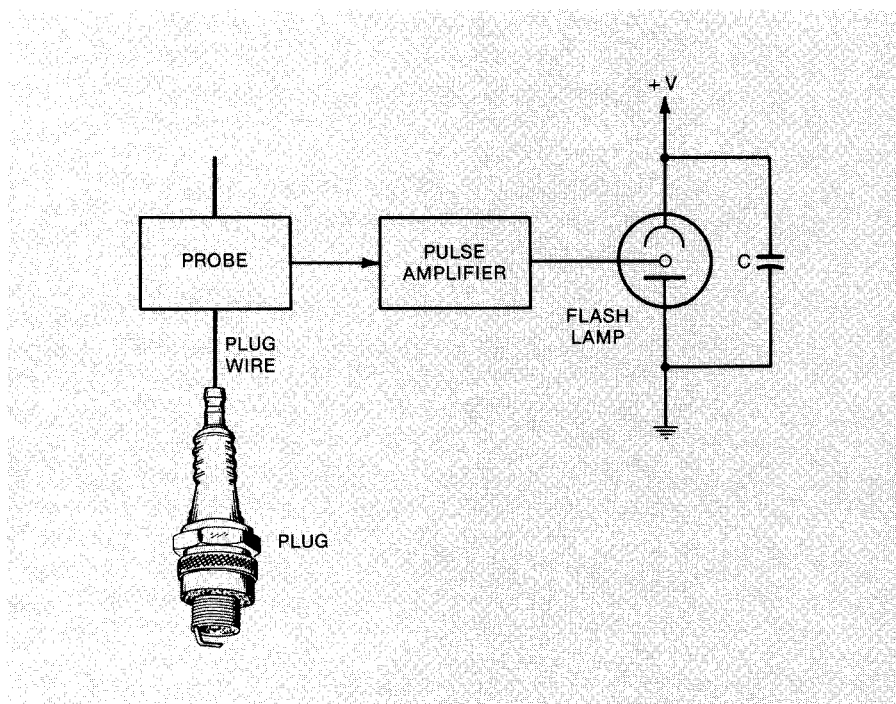 +V
PROBE
PULSE
AMPLIFIER
C
FLASH
LAMP
PLUG
WIRE
PLUG